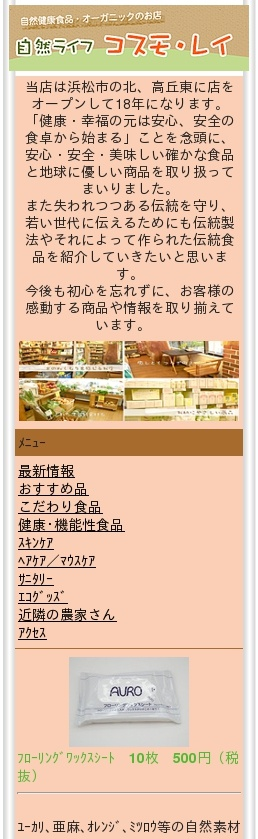 自然健康食品・オーガニックのお店
自然ライフ コスモ・レイ
当店は浜松市の北、高丘東に店を
オープンして18年になります。
「健康・幸福の元は安心、安全の
食卓から始まる」ことを念頭に、
安心・安全・美味しい確かな食品
と地球に優しい商品を取り扱って
まいりました。
また失われつつある伝統を守り、
若い世代に伝えるためにも伝統製
法やそれによって作られた伝統食
品を紹介していきたいと思いま
す。
今後も初心を忘れずに、お客様の
感動する商品や情報を取り揃えて
います。
ﾒﾆｭｰ
最新情報
おすすめ品
こだわり食品
健康･機能性食品
ｽｷﾝｹｱ
ﾍｱｹｱ／ﾏｳｽｹｱ
ｻﾆﾀﾘｰ
ｴｺｸﾞｯｽﾞ
近隣の農家さん
ｱｸｾｽ
AURO
フローリングワックスシート
ﾌﾛｰﾘﾝｸﾞﾜｯｸｽｼｰﾄ 10枚 500円（税
抜）
ﾕｰｶﾘ、亜麻、ｵﾚﾝｼﾞ、ﾐﾂﾛｳ等の自然素材